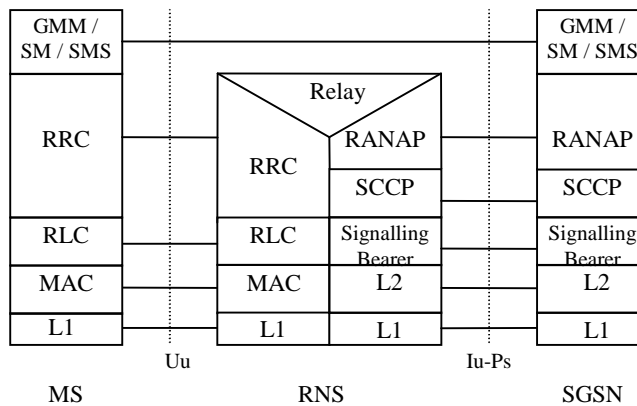 GMM /
SM / SMS
RRC
RLC
MAC
L1
Relay
RRC
RANAP
SCCP
RLC
Signalling
Bearer
MAC
L2
L1
L1
GMM /
SM / SMS
RANAP
SCCP
Signalling
Bearer
L2
L1
Uu
Iu-Ps
MS
RNS
SGSN